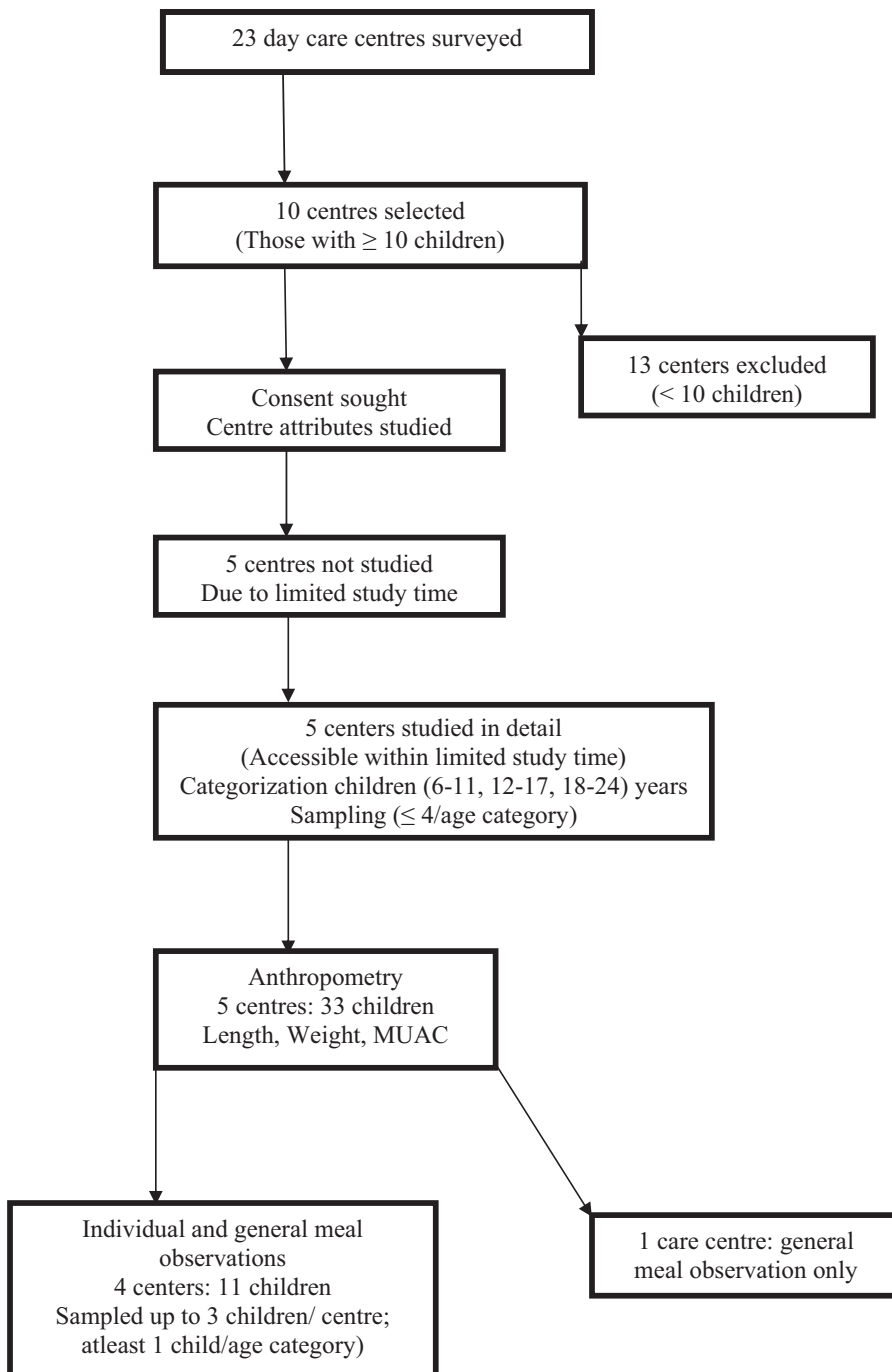 23 day care centres surveyed
10 centres selected
(Those with ≥ 10 children)
13 centers excluded
(< 10 children)
Consent sought
Centre attributes studied
5 centres not studied
Due to limited study time
5 centers studied in detail
(Accessible within limited study time)
Categorization children (6-11, 12-17, 18-24) years
Sampling (≤ 4/age category)
Anthropometry
5 centres: 33 children
Length, Weight, MUAC
Individual and general meal
observations
4 centers: 11 children
Sampled up to 3 children/ centre;
atleast 1 child/age category)
1 care centre: general
meal observation only